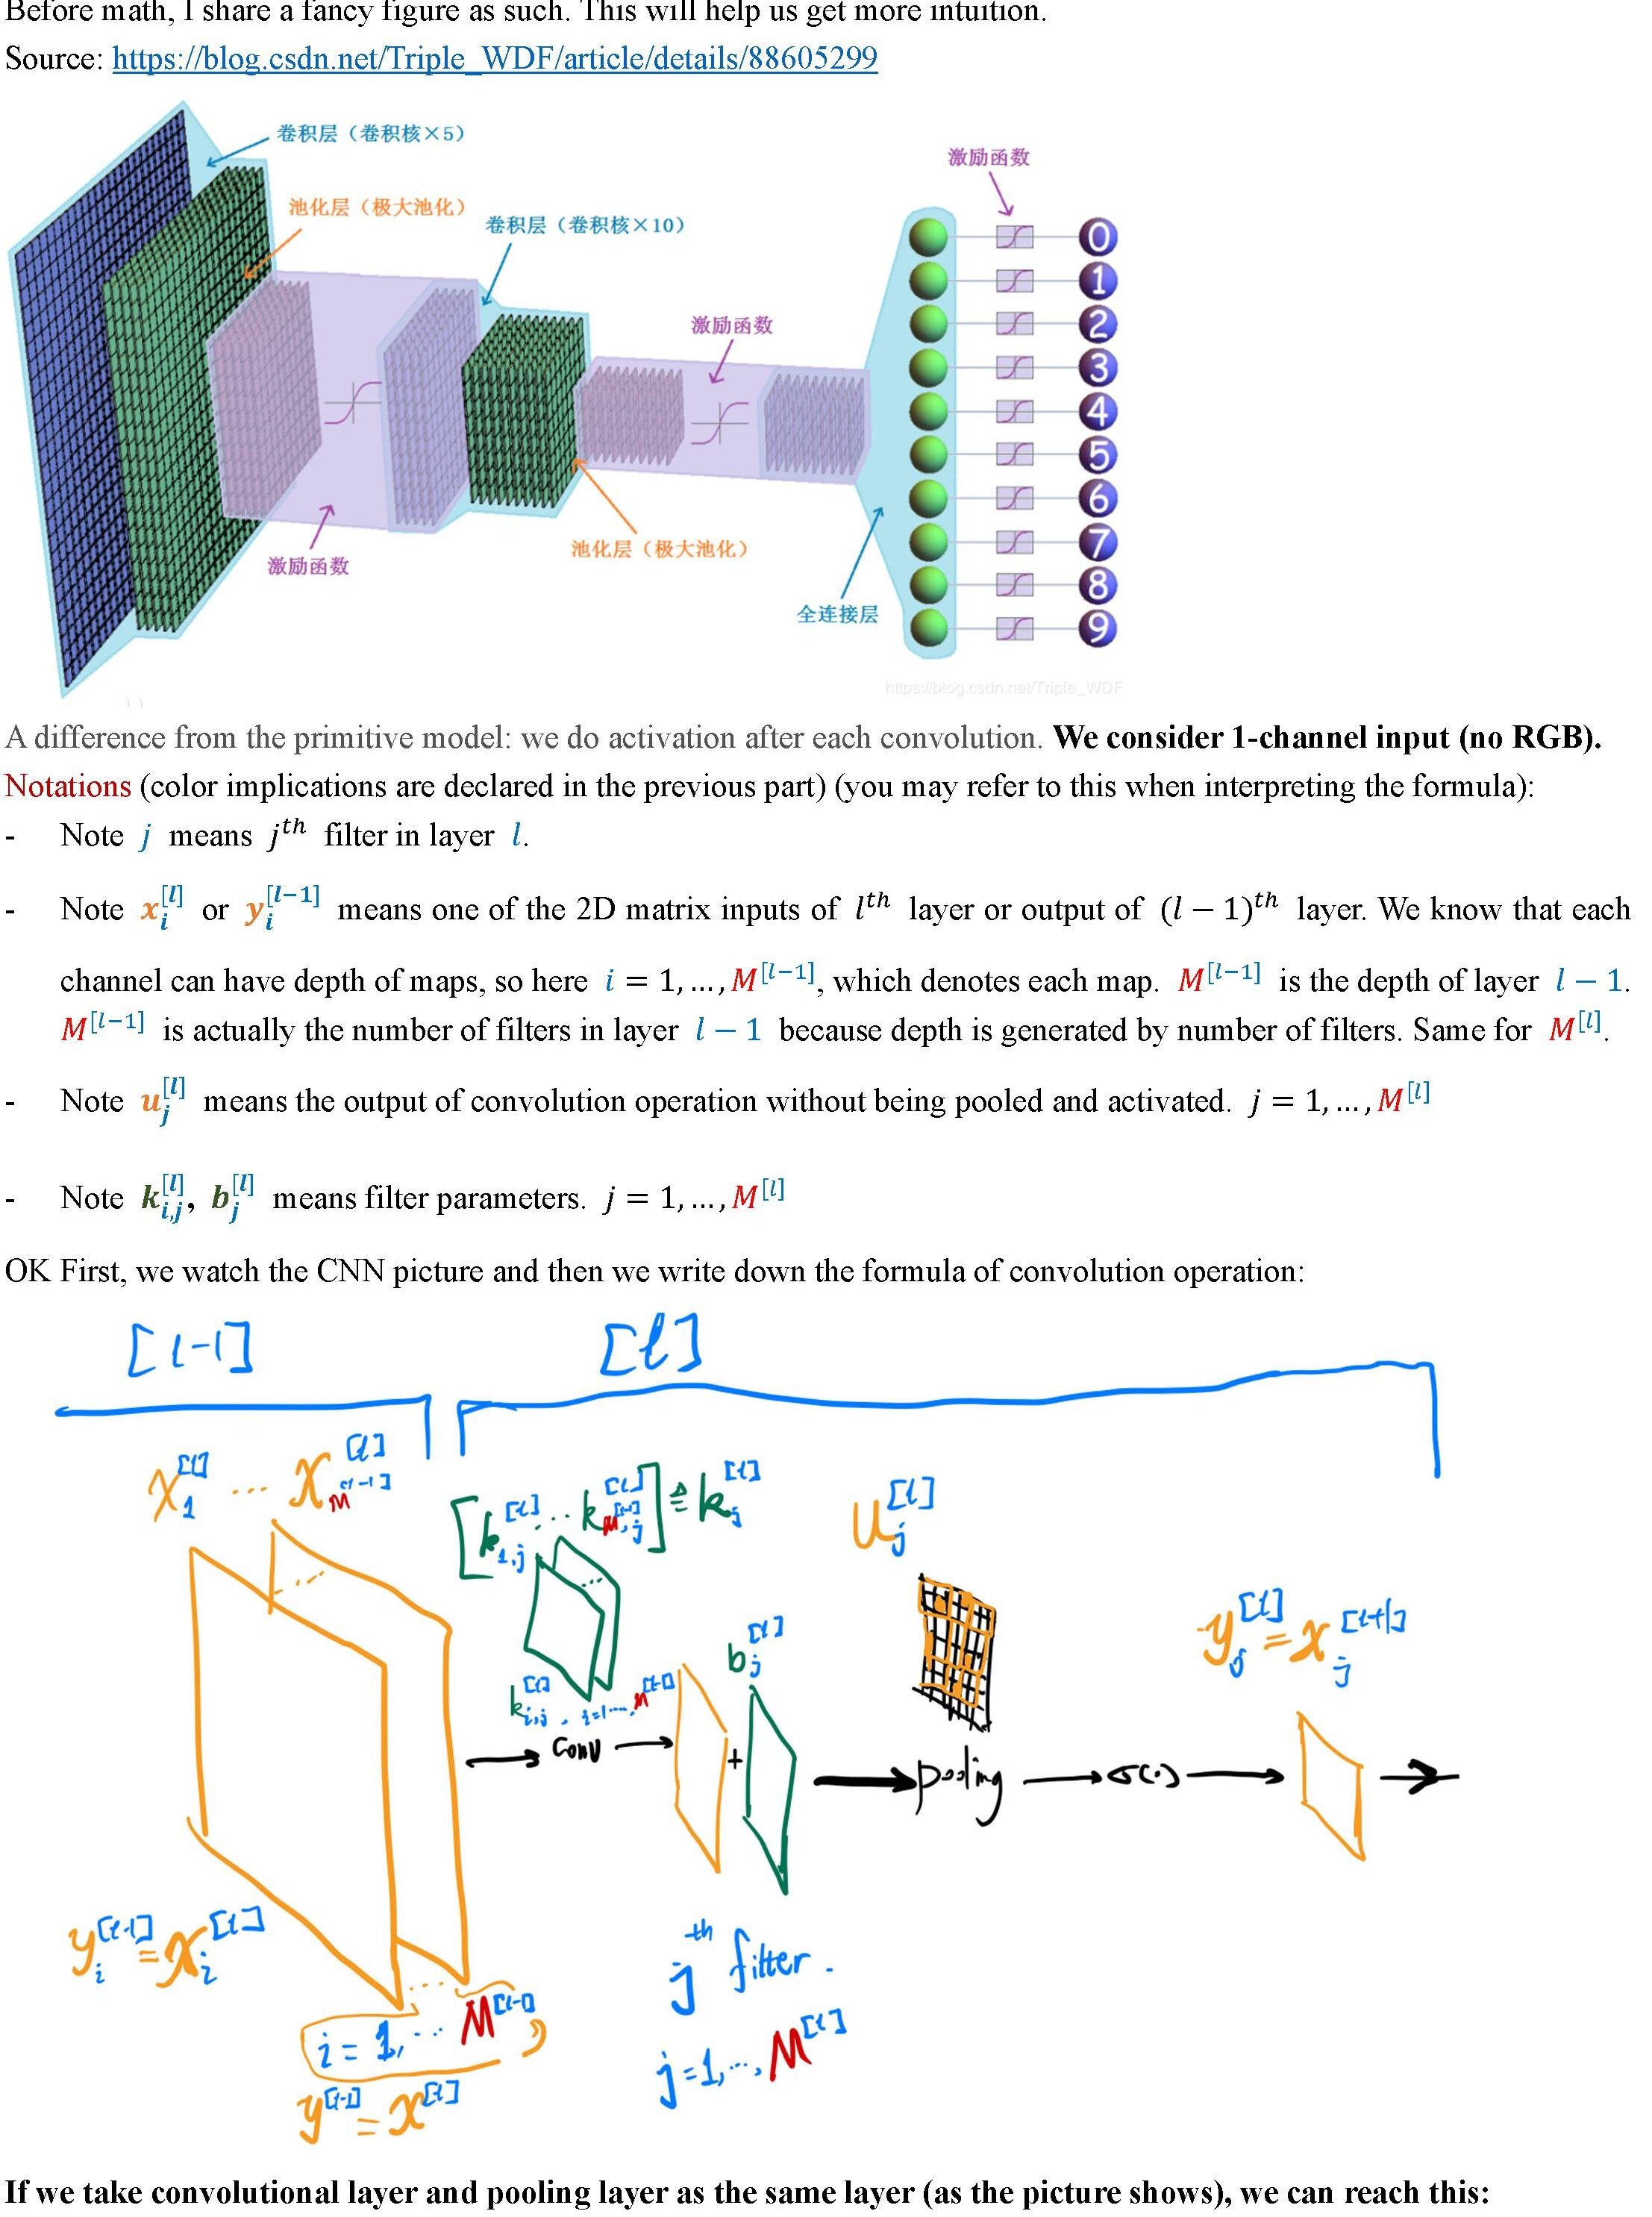 Before math, I share a fancy figure as such. This will help us get more intuition.
Source: https://blog.csdn.net/Triple_WDF/article/details/88605299
卷积层（卷积核×5）
激励函数
池化层（极大池化）
卷积层（卷积核×10）
激励函数
0
1
2
3
4
5
6
7
8
9
池化层（极大池化）
激励函数
全连接层
https://blog.csdn.net/Triple_WDF
A difference from the primitive model: we do activation after each convolution. We consider 1-channel input (no RGB).
Notations (color implications are declared in the previous part) (you may refer to this when interpreting the formula):
- Note j means j^{th} filter in layer l.
- Note x_i^{[l]} or y_i^{[l−1]} means one of the 2D matrix inputs of l^{th} layer or output of (l − 1)^{th} layer. We know that each
channel can have depth of maps, so here i = 1, … , M^{[l−1]}, which denotes each map. M^{[l−1]} is the depth of layer l − 1.
M^{[l−1]} is actually the number of filters in layer l − 1 because depth is generated by number of filters. Same for M^{[l]}.
- Note u_j^{[l]} means the output of convolution operation without being pooled and activated. j = 1, … , M^{[l]}
- Note k_{i,j}^{[l]}, b_j^{[l]} means filter parameters. j = 1, … , M^{[l]}
OK First, we watch the CNN picture and then we write down the formula of convolution operation:
[l-1] [l]
x_1^{[l]} ... x_{M^{[l-1]}}^{[l]}
[k_{1,j}^{[l]} ... k_{M^{[l-1]},j}^{[l]}] ≜ k_j^{[l]}
u_j^{[l]}
...
y_j^{[l]} = x_j^{[l+1]}
b_j^{[l]}
k_{i,j}^{[l]}, i=1...,M^{[l-1]}
conv + pooling σ(·)
y_i^{[l-1]} = x_i^{[l]}
j^{th} filter.
i = 1, ... M^{[l-1]}
j=1,...,M^{[l]}
y^{[l-1]} = x^{[l]}
If we take convolutional layer and pooling layer as the same layer (as the picture shows), we can reach this: